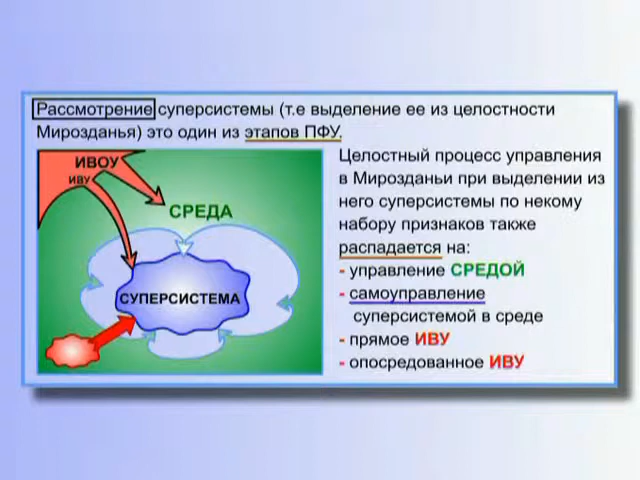 Рассмотрение суперсистемы (т.е выделение ее из целостности
Мирозданья) это один из этапов ПФУ.
ИВОУ
ИВУ
СРЕДА
СУПЕРСИСТЕМА
Целостный процесс управления
в Мирозданьи при выделении из
него суперсистемы по некому
набору признаков также
распадается на:
- управление СРЕДОЙ
- самоуправление
суперсистемой в среде
- прямое ИВУ
- опосредованное ИВУ